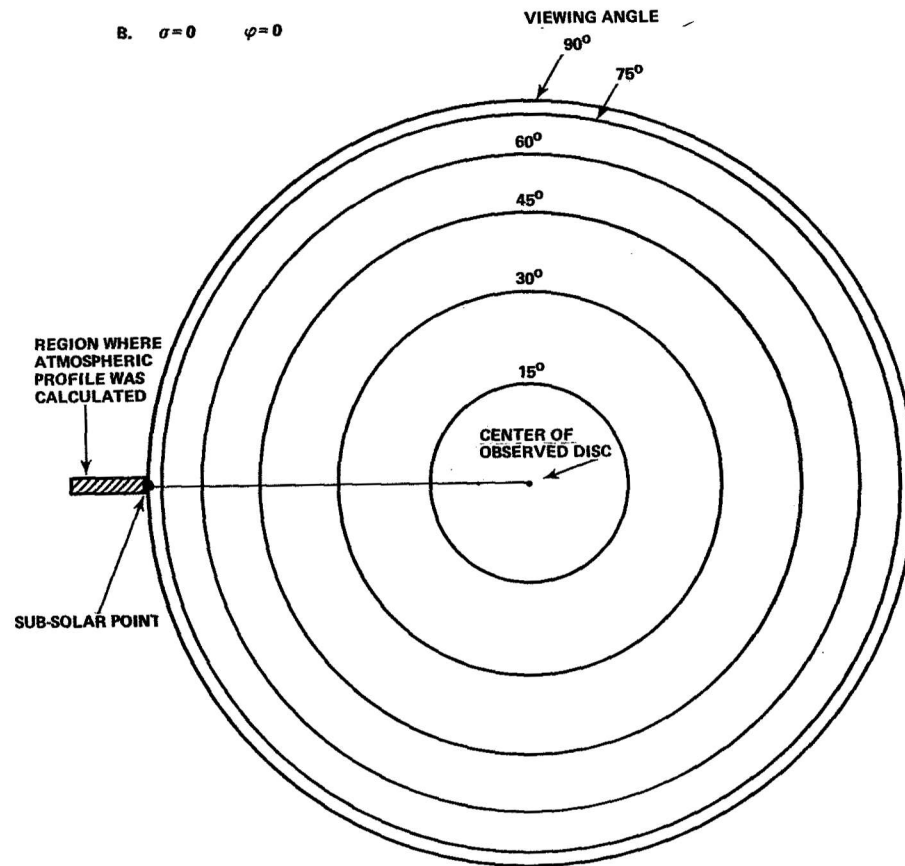 B. σ=0 φ=0
VIEWING ANGLE
90°
75°
60°
45°
30°
15°
REGION WHERE
ATMOSPHERIC
PROFILE WAS
CALCULATED
CENTER OF
OBSERVED DISC
SUB-SOLAR POINT